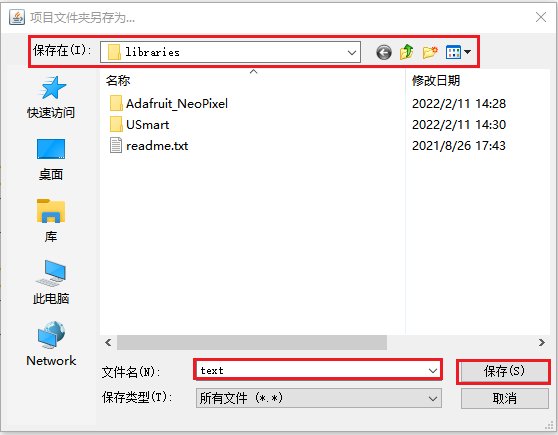 项目文件夹另存为...
保存在(I):
libraries
名称
修改日期
Adafruit_NeoPixel
2022/2/11 14:28
USmart
2022/2/11 14:30
readme.txt
2021/8/26 17:43
快速访问
桌面
库
此电脑
Network
文件名(N):
text
保存(S)
保存类型(T):
所有文件 (*.*)
取消